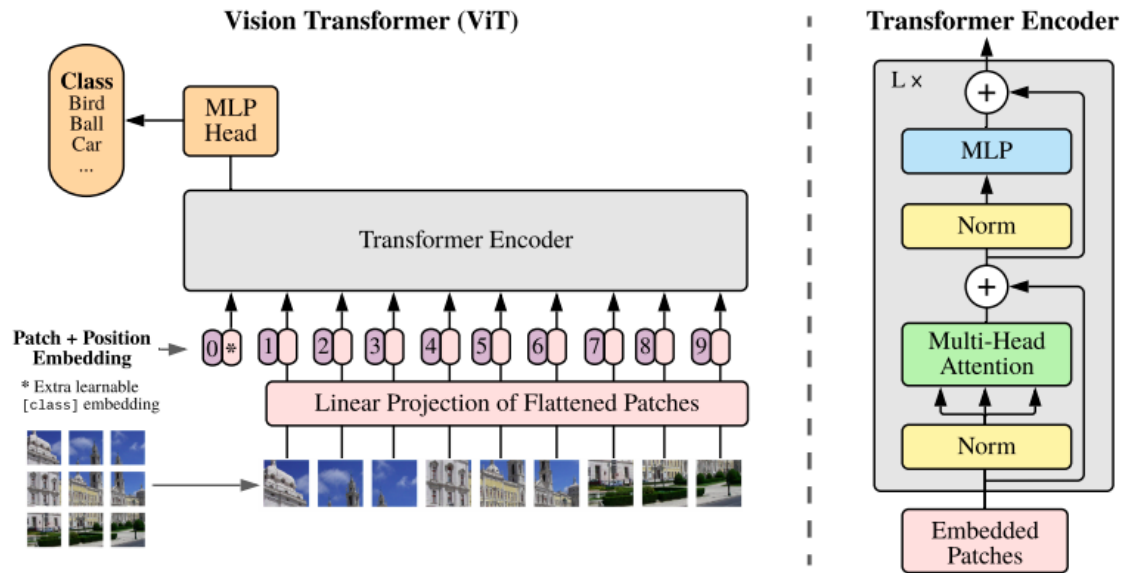 Vision Transformer (ViT)
Class
Bird
Ball
Car
...
MLP
Head
Transformer Encoder
Patch + Position
Embedding
0 * 1 2 3 4 5 6 7 8 9
* Extra learnable
[class] embedding
Linear Projection of Flattened Patches
Transformer Encoder
L x
+
MLP
Norm
+
Multi-Head
Attention
Norm
Embedded
Patches